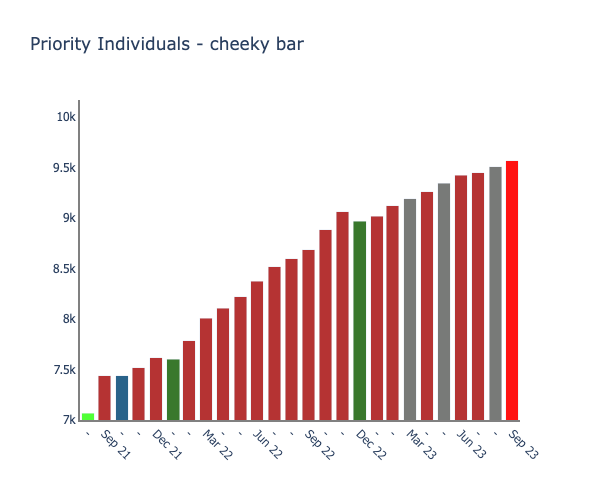 Priority Individuals - cheeky bar
10k
9.5k
9k
8.5k
8k
7.5k
7k
- Sep 21 - - Dec 21 - - Mar 22 - - Jun 22 - - Sep 22 - - Dec 22 - - Mar 23 - - Jun 23 - - Sep 23